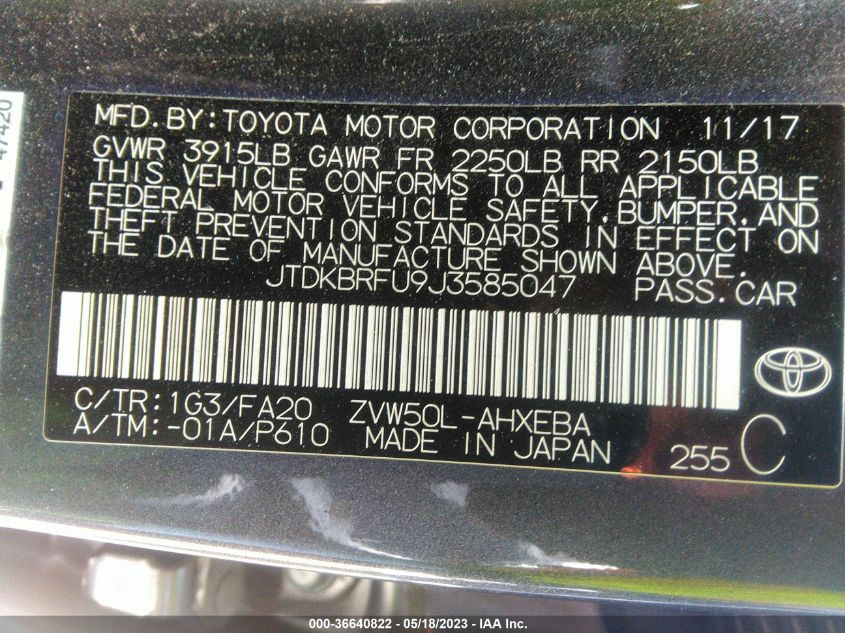 MFD.BY:TOYOTA MOTOR CORPORATION 11/17
GVWR 3915LB GAWR FR 2250LB RR 2150LB
THIS VEHICLE CONFORMS TO ALL APPLICABLE
FEDERAL MOTOR VEHICLE SAFETY,BUMPER,AND
THEFT PREVENTION STANDARDS IN EFFECT ON
THE DATE OF MANUFACTURE SHOWN ABOVE.
JTDKBRFU9J3585047 PASS.CAR
C/TR:1G3/FA20 ZVW50L-AHXEBA
A/TM:-01A/P610 MADE IN JAPAN 255 C
47420
000-36640822 - 05/18/2023 - IAA Inc.